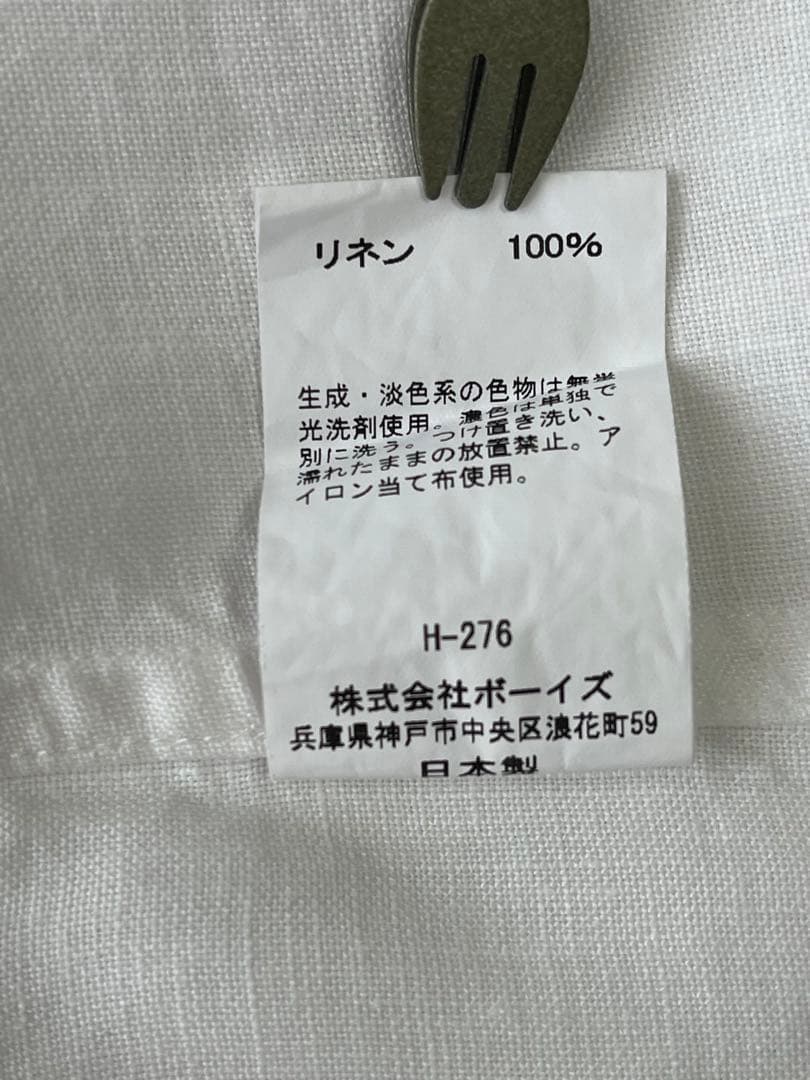 リネン 100%
生成・淡色系の色物は無蛍
光洗剤使用。濃色は単独で
別に洗う。つけ置き洗い、
濡れたままの放置禁止。ア
イロン当て布使用。
H-276
株式会社ボーイズ
兵庫県神戸市中央区浪花町59
日本製